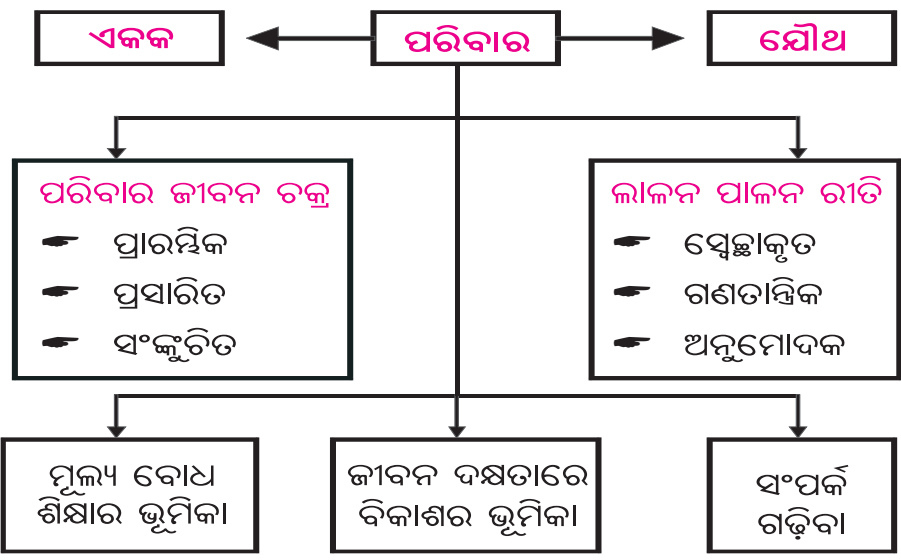 ଏକକ
ପରିବାର
ଯୌଥ
ପରିବାର ଜୀବନ ଚକ୍ର
ପ୍ରାରମ୍ଭିକ
ପ୍ରସାରିତ
ସଂଙ୍କୁଚିତ
ଲାଳନ ପାଳନ ରୀତି
ସ୍ୱେଚ୍ଛାକୃତ
ଗଣତାନ୍ତ୍ରିକ
ଅନୁମୋଦକ
ମୂଲ୍ୟ ବୋଧ
ଶିକ୍ଷାର ଭୂମିକା
ଜୀବନ ଦକ୍ଷତାରେ
ବିକାଶର ଭୂମିକା
ସଂପର୍କ
ଗଢ଼ିବା